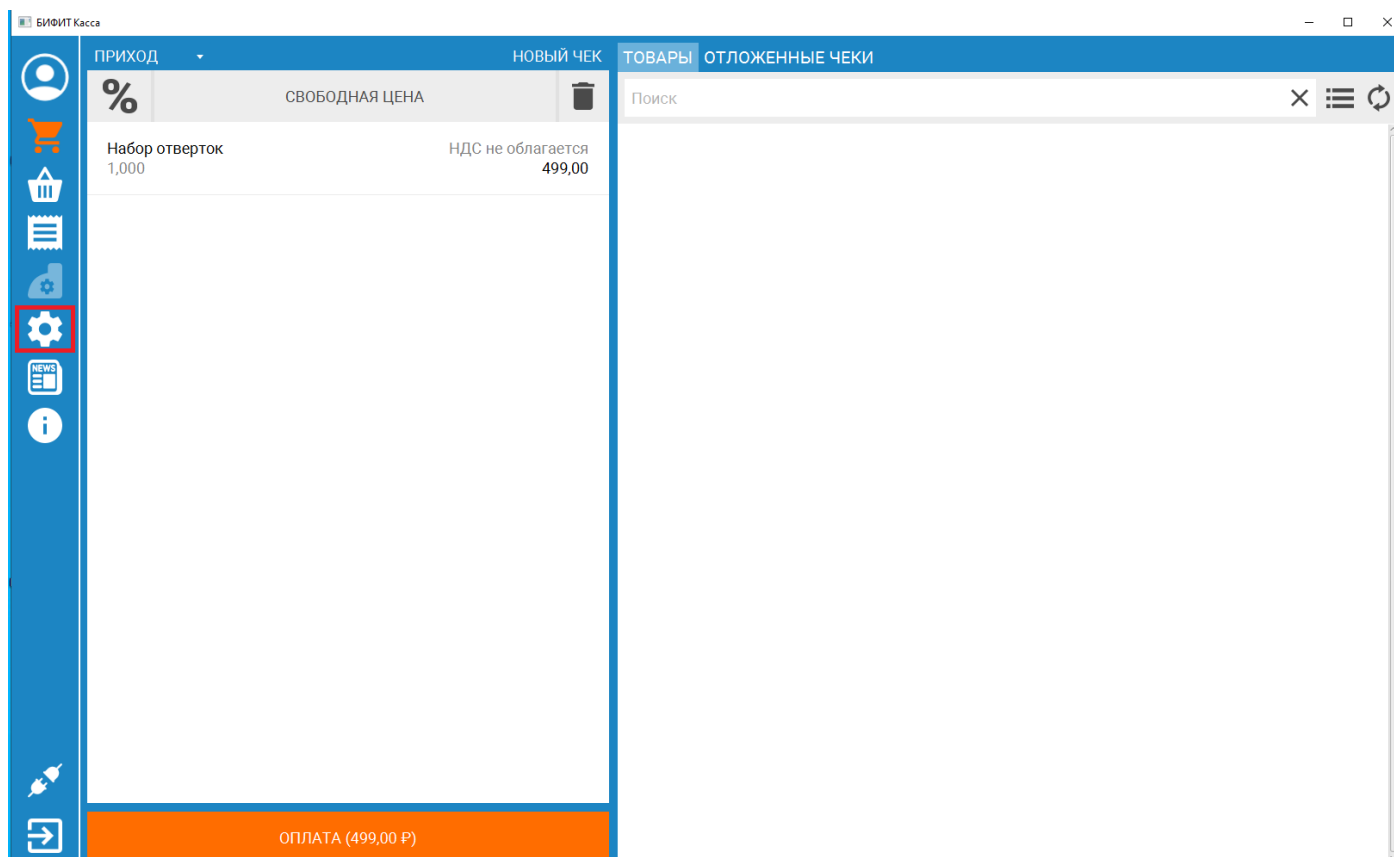 БИФИТ Касса
ПРИХОД НОВЫЙ ЧЕК ТОВАРЫ ОТЛОЖЕННЫЕ ЧЕКИ
% СВОБОДНАЯ ЦЕНА Поиск
Набор отверток НДС не облагается
1,000 499,00
NEWS
i
ОПЛАТА (499,00 ₽)